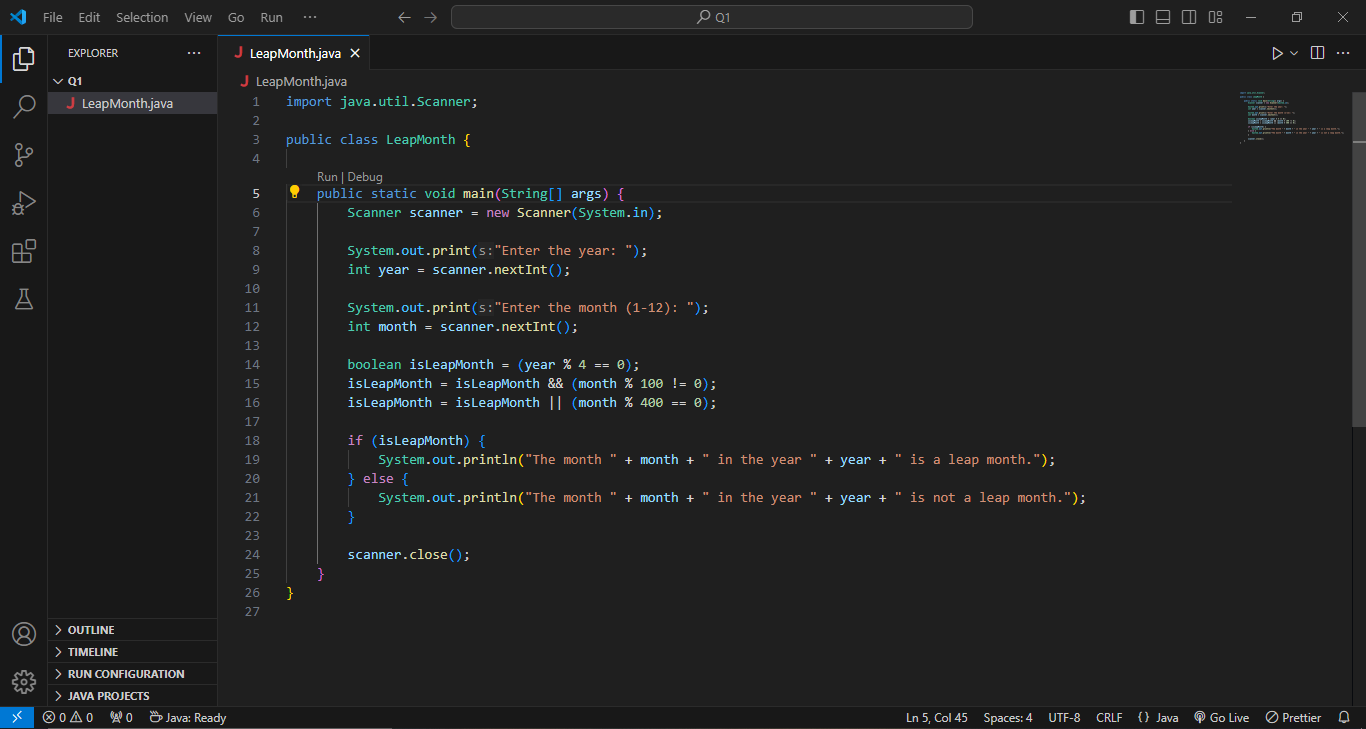 File Edit Selection View Go Run ···
Q1
EXPLORER ···
Q1
LeapMonth.java
OUTLINE
TIMELINE
RUN CONFIGURATION
JAVA PROJECTS
J LeapMonth.java
J LeapMonth.java
1 import java.util.Scanner;
2
3 public class LeapMonth {
4
Run | Debug
5 public static void main(String[] args) {
6 Scanner scanner = new Scanner(System.in);
7
8 System.out.print(s:"Enter the year: ");
9 int year = scanner.nextInt();
10
11 System.out.print(s:"Enter the month (1-12): ");
12 int month = scanner.nextInt();
13
14 boolean isLeapMonth = (year % 4 == 0);
15 isLeapMonth = isLeapMonth && (month % 100 != 0);
16 isLeapMonth = isLeapMonth || (month % 400 == 0);
17
18 if (isLeapMonth) {
19 System.out.println("The month " + month + " in the year " + year + " is a leap month.");
20 } else {
21 System.out.println("The month " + month + " in the year " + year + " is not a leap month.");
22 }
23
24 scanner.close();
25 }
26 }
27
0 0 0 Java: Ready Ln 5, Col 45 Spaces: 4 UTF-8 CRLF {} Java Go Live Prettier